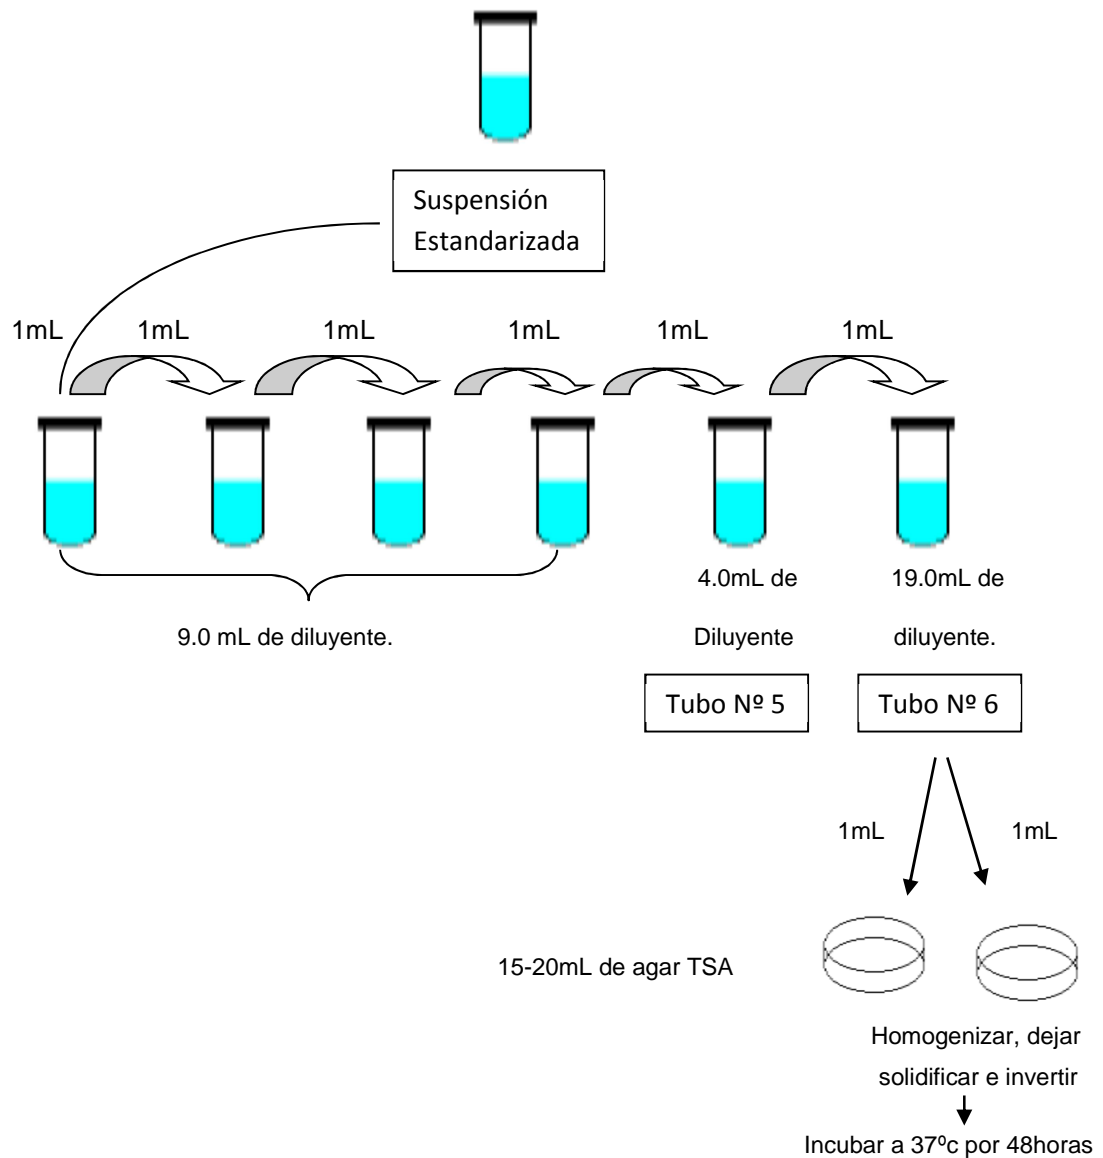 Suspensión
Estandarizada
1mL 1mL 1mL 1mL 1mL 1mL
4.0mL de
Diluyente
19.0mL de
diluyente.
9.0 mL de diluyente.
Tubo Nº 5
Tubo Nº 6
1mL 1mL
15-20mL de agar TSA
Homogenizar, dejar
solidificar e invertir
Incubar a 37ºc por 48horas